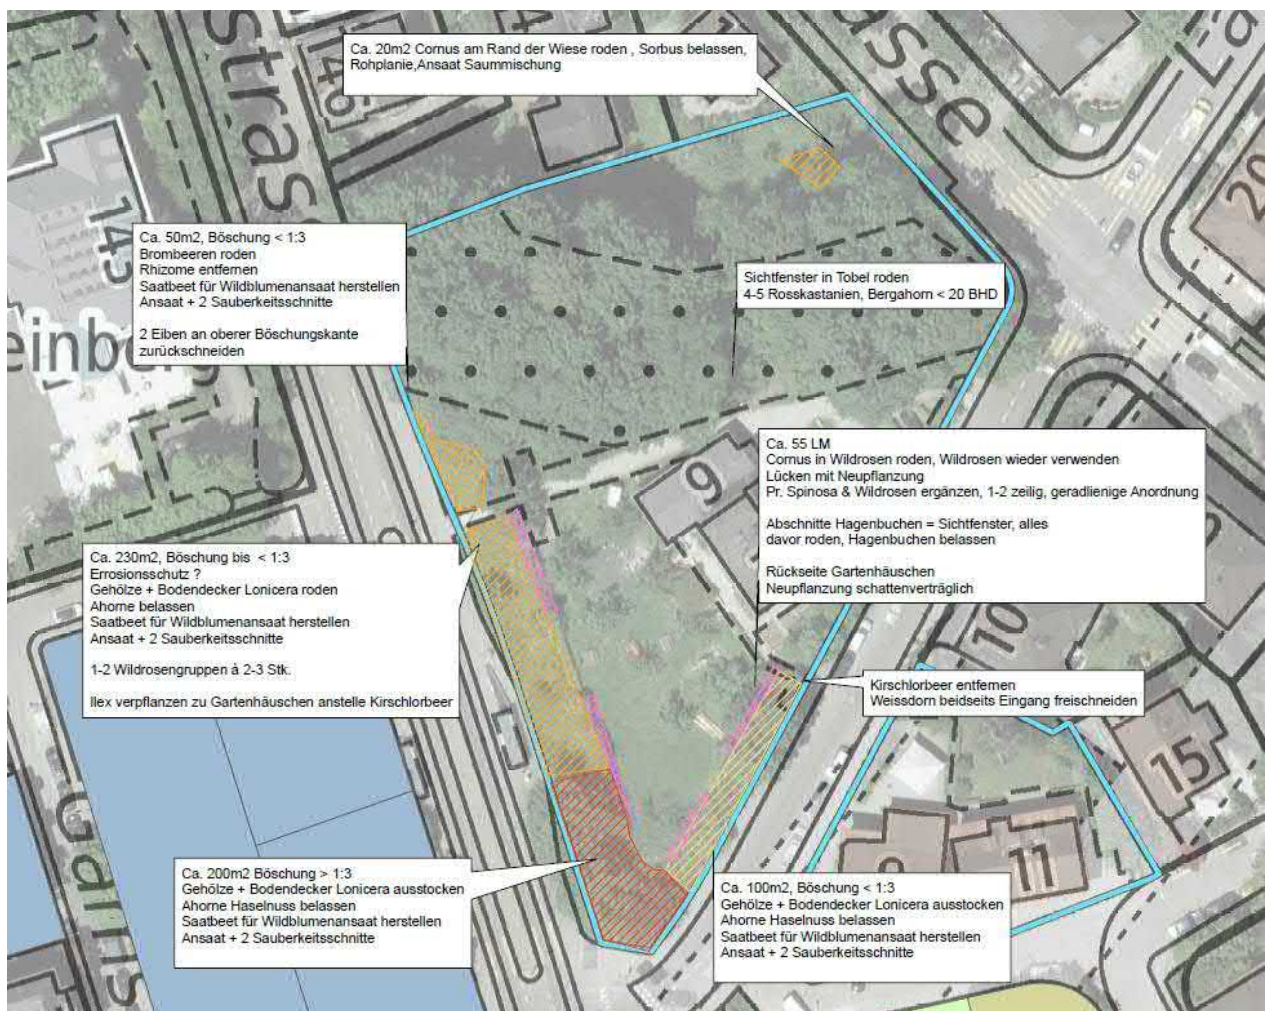 strass
146
asse
20
Ca. 20m2 Cornus am Rand der Wiese roden , Sorbus belassen,
Rohplanie,Ansaat Saummischung
145
Ca. 50m2, Böschung < 1:3
Brombeeren roden
Rhizome entfernen
Saatbeet für Wildblumenansaat herstellen
Ansaat + 2 Sauberkeitsschnitte
2 Eiben an oberer Böschungskante
zurückschneiden
Sichtfenster in Tobel roden
4-5 Rosskastanien, Bergahorn < 20 BHD
einbe
9
Ca. 55 LM
Cornus in Wildrosen roden, Wildrosen wieder verwenden
Lücken mit Neupflanzung
Pr. Spinosa & Wildrosen ergänzen, 1-2 zeilig, geradlienige Anordnung
Abschnitte Hagenbuchen = Sichtfenster, alles
davor roden, Hagenbuchen belassen
Rückseite Gartenhäuschen
Neupflanzung schattenverträglich
Ca. 230m2, Böschung bis  < 1:3
Errosionsschutz ?
Gehölze + Bodendecker Lonicera roden
Ahorne belassen
Saatbeet für Wildblumenansaat herstellen
Ansaat + 2 Sauberkeitsschnitte
1-2 Wildrosengruppen à 2-3 Stk.
Ilex verpflanzen zu Gartenhäuschen anstelle Kirschlorbeer
10
Kirschlorbeer entfernen
Weissdorn beidseits Eingang freischneiden
15
11
Ca. 200m2 Böschung > 1:3
Gehölze + Bodendecker Lonicera ausstocken
Ahorne Haselnuss belassen
Saatbeet für Wildblumenansaat herstellen
Ansaat + 2 Sauberkeitsschnitte
Ca. 100m2, Böschung < 1:3
Gehölze + Bodendecker Lonicera ausstocken
Ahorne Haselnuss belassen
Saatbeet für Wildblumenansaat herstellen
Ansaat + 2 Sauberkeitsschnitte